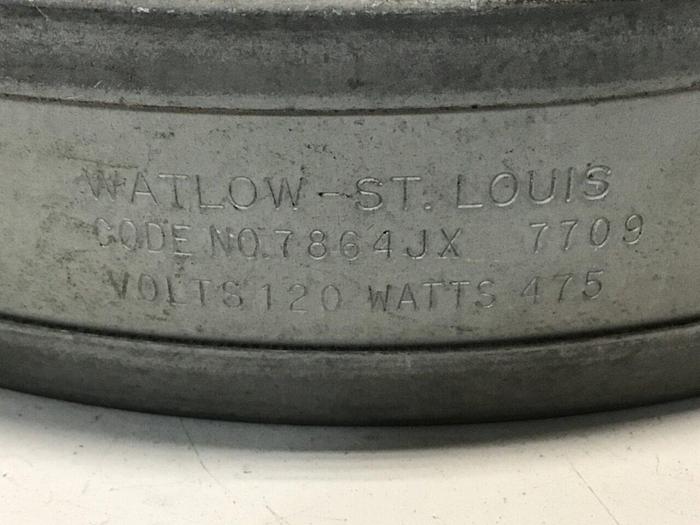 WATLOW-ST. LOUIS
CODE NO. 7864JX 7709
VOLTS 120 WATTS 475